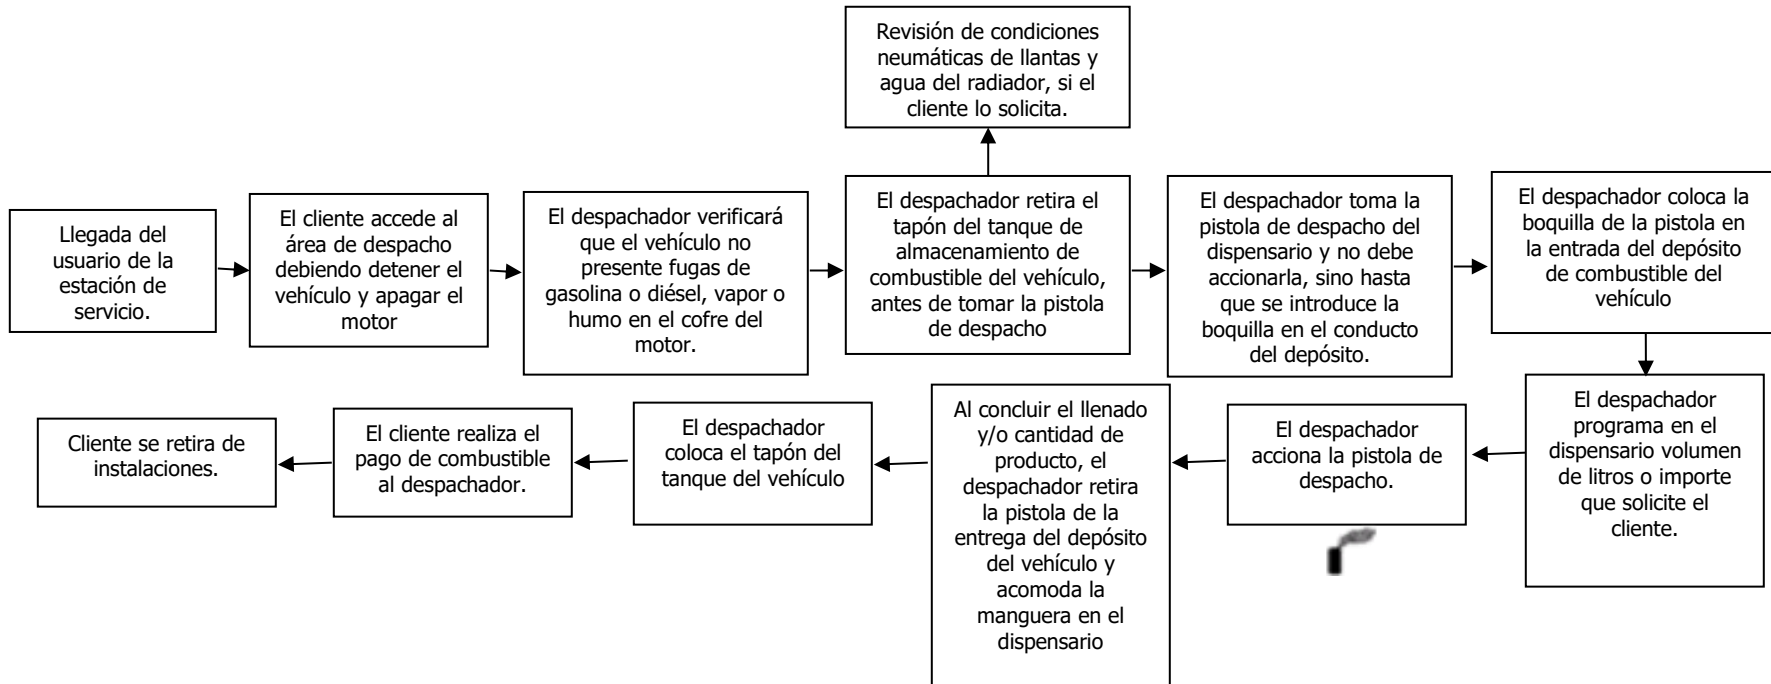 Revisión de condiciones
neumáticas de llantas y
agua del radiador, si el
cliente lo solicita.
Llegada del
usuario de la
estación de
servicio.
El cliente accede al
área de despacho
debiendo detener el
vehículo y apagar el
motor
El despachador verificará
que el vehículo no
presente fugas de
gasolina o diésel, vapor o
humo en el cofre del
motor.
El despachador retira el
tapón del tanque de
almacenamiento de
combustible del vehículo,
antes de tomar la pistola
de despacho
El despachador toma la
pistola de despacho del
dispensario y no debe
accionarla, sino hasta
que se introduce la
boquilla en el conducto
del depósito.
El despachador coloca la
boquilla de la pistola en
la entrada del depósito
de combustible del
vehículo
El despachador
programa en el
dispensario volumen
de litros o importe
que solicite el
cliente.
El despachador
acciona la pistola de
despacho.
Al concluir el llenado
y/o cantidad de
producto, el
despachador retira
la pistola de la
entrega del depósito
del vehículo y
acomoda la
manguera en el
dispensario
El despachador
coloca el tapón del
tanque del vehículo
El cliente realiza el
pago de combustible
al despachador.
Cliente se retira de
instalaciones.